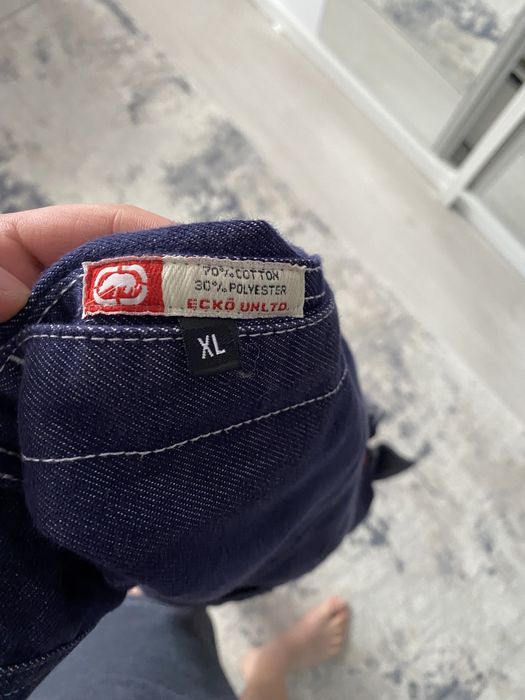 70% COTTON
30% POLYESTER
ECKŌ UNLTD.
XL